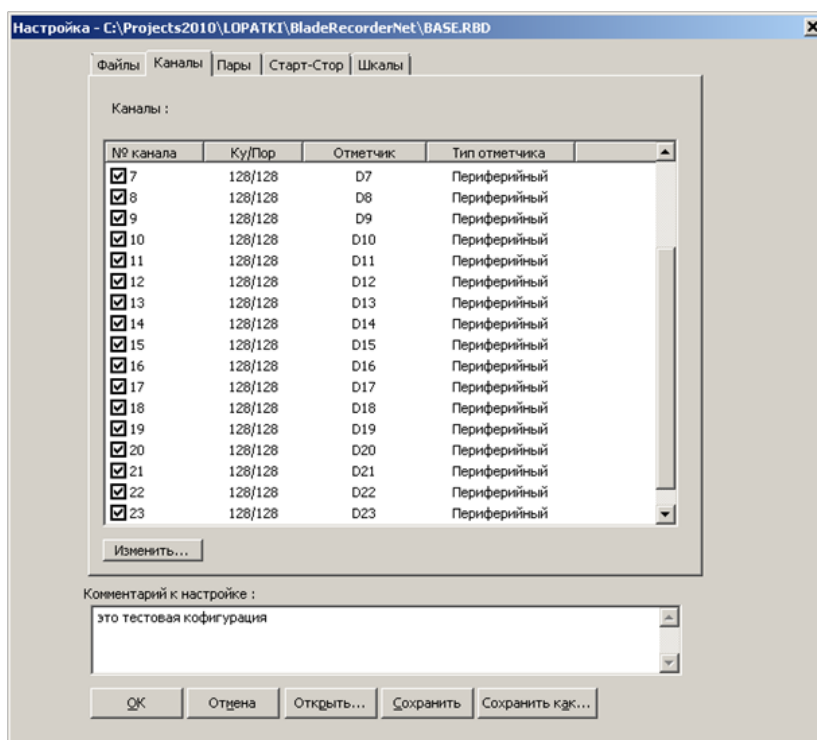 Настройка - C:\Projects2010\LOPATKI\BladeRecorderNet\BASE.RBD
Файлы Каналы Пары Старт-Стоп Шкалы
Каналы :
№ канала Ку/Пор Отметчик Тип отметчика
7 128/128 D7 Периферийный
8 128/128 D8 Периферийный
9 128/128 D9 Периферийный
10 128/128 D10 Периферийный
11 128/128 D11 Периферийный
12 128/128 D12 Периферийный
13 128/128 D13 Периферийный
14 128/128 D14 Периферийный
15 128/128 D15 Периферийный
16 128/128 D16 Периферийный
17 128/128 D17 Периферийный
18 128/128 D18 Периферийный
19 128/128 D19 Периферийный
20 128/128 D20 Периферийный
21 128/128 D21 Периферийный
22 128/128 D22 Периферийный
23 128/128 D23 Периферийный
Изменить...
Комментарий к настройке :
это тестовая кофигурация
OK Отмена Открыть... Сохранить Сохранить как...